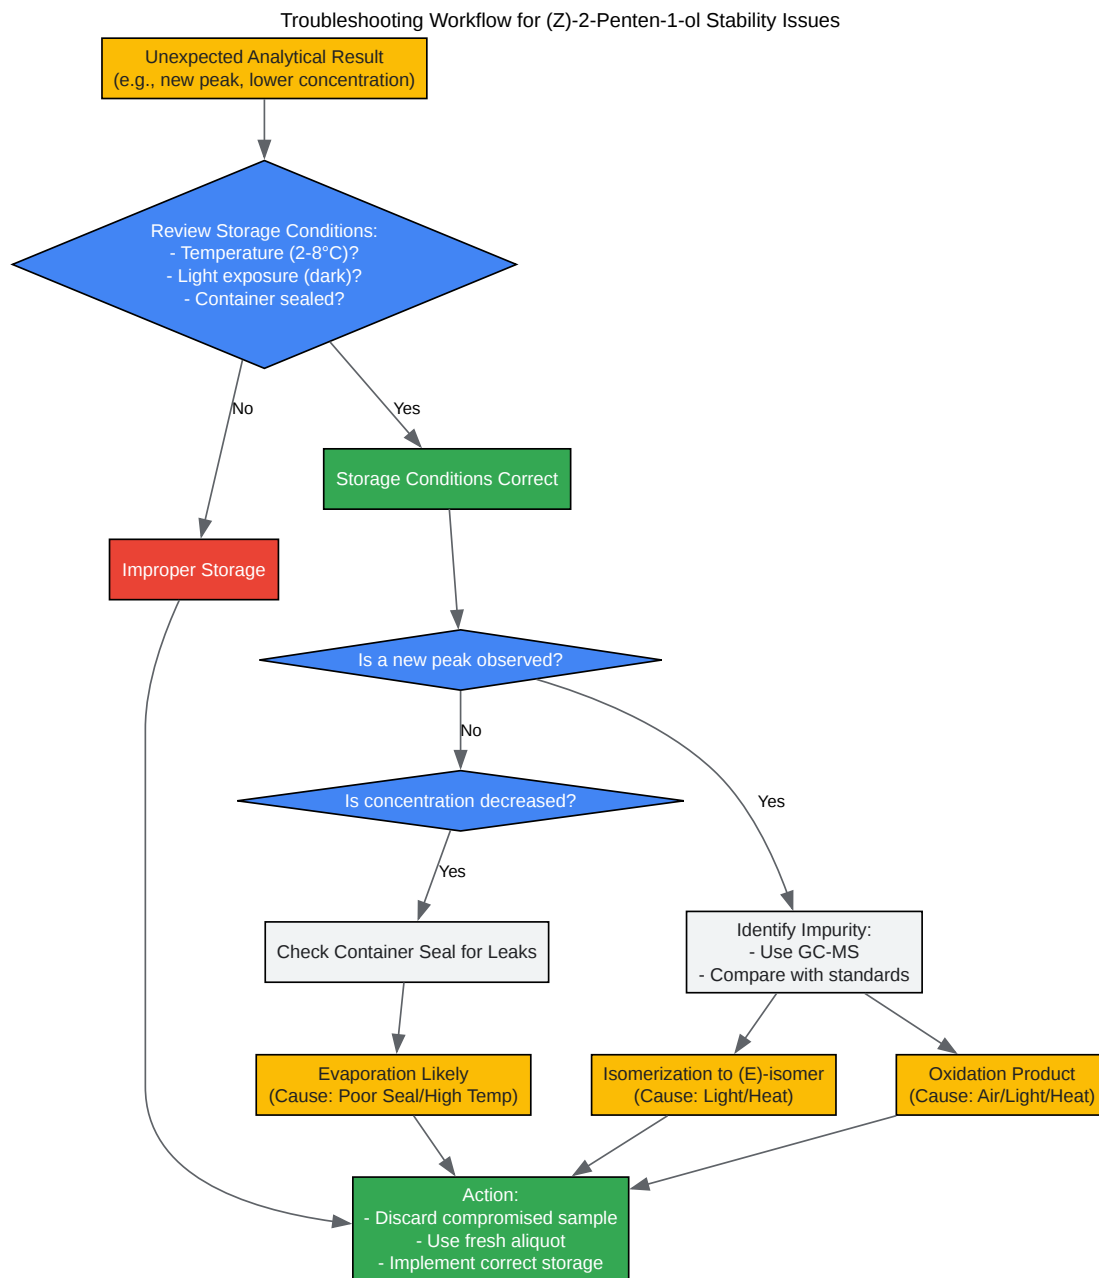 Troubleshooting Workflow for (Z)-2-Penten-1-ol Stability Issues
Unexpected Analytical Result
(e.g., new peak, lower concentration)
Review Storage Conditions:
- Temperature (2-8°C)?
- Light exposure (dark)?
- Container sealed?
No
Yes
Storage Conditions Correct
Improper Storage
Is a new peak observed?
No
Yes
Is concentration decreased?
Yes
Check Container Seal for Leaks
Identify Impurity:
- Use GC-MS
- Compare with standards
Evaporation Likely
(Cause: Poor Seal/High Temp)
Isomerization to (E)-isomer
(Cause: Light/Heat)
Oxidation Product
(Cause: Air/Light/Heat)
Action:
- Discard compromised sample
- Use fresh aliquot
- Implement correct storage